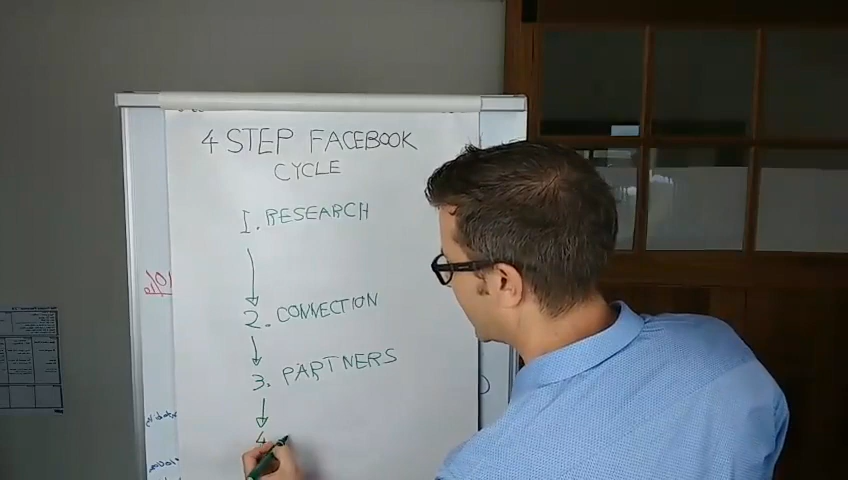 4 STEP FACEBOOK
CYCLE
1. RESEARCH
2. CONNECTION
3. PARTNERS
4